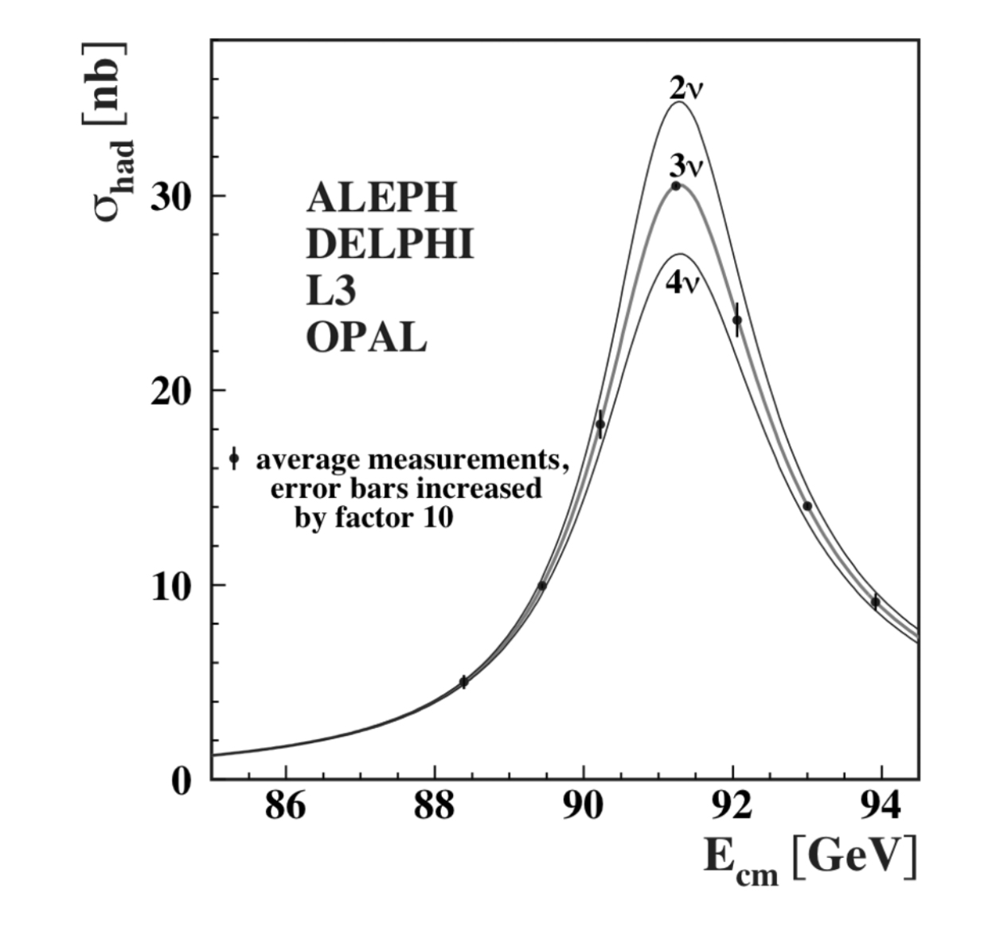 σhad [nb]
2ν
3ν
4ν
ALEPH
DELPHI
L3
OPAL
average measurements,
error bars increased
by factor 10
30
20
10
0
86 88 90 92 94
Ecm [GeV]